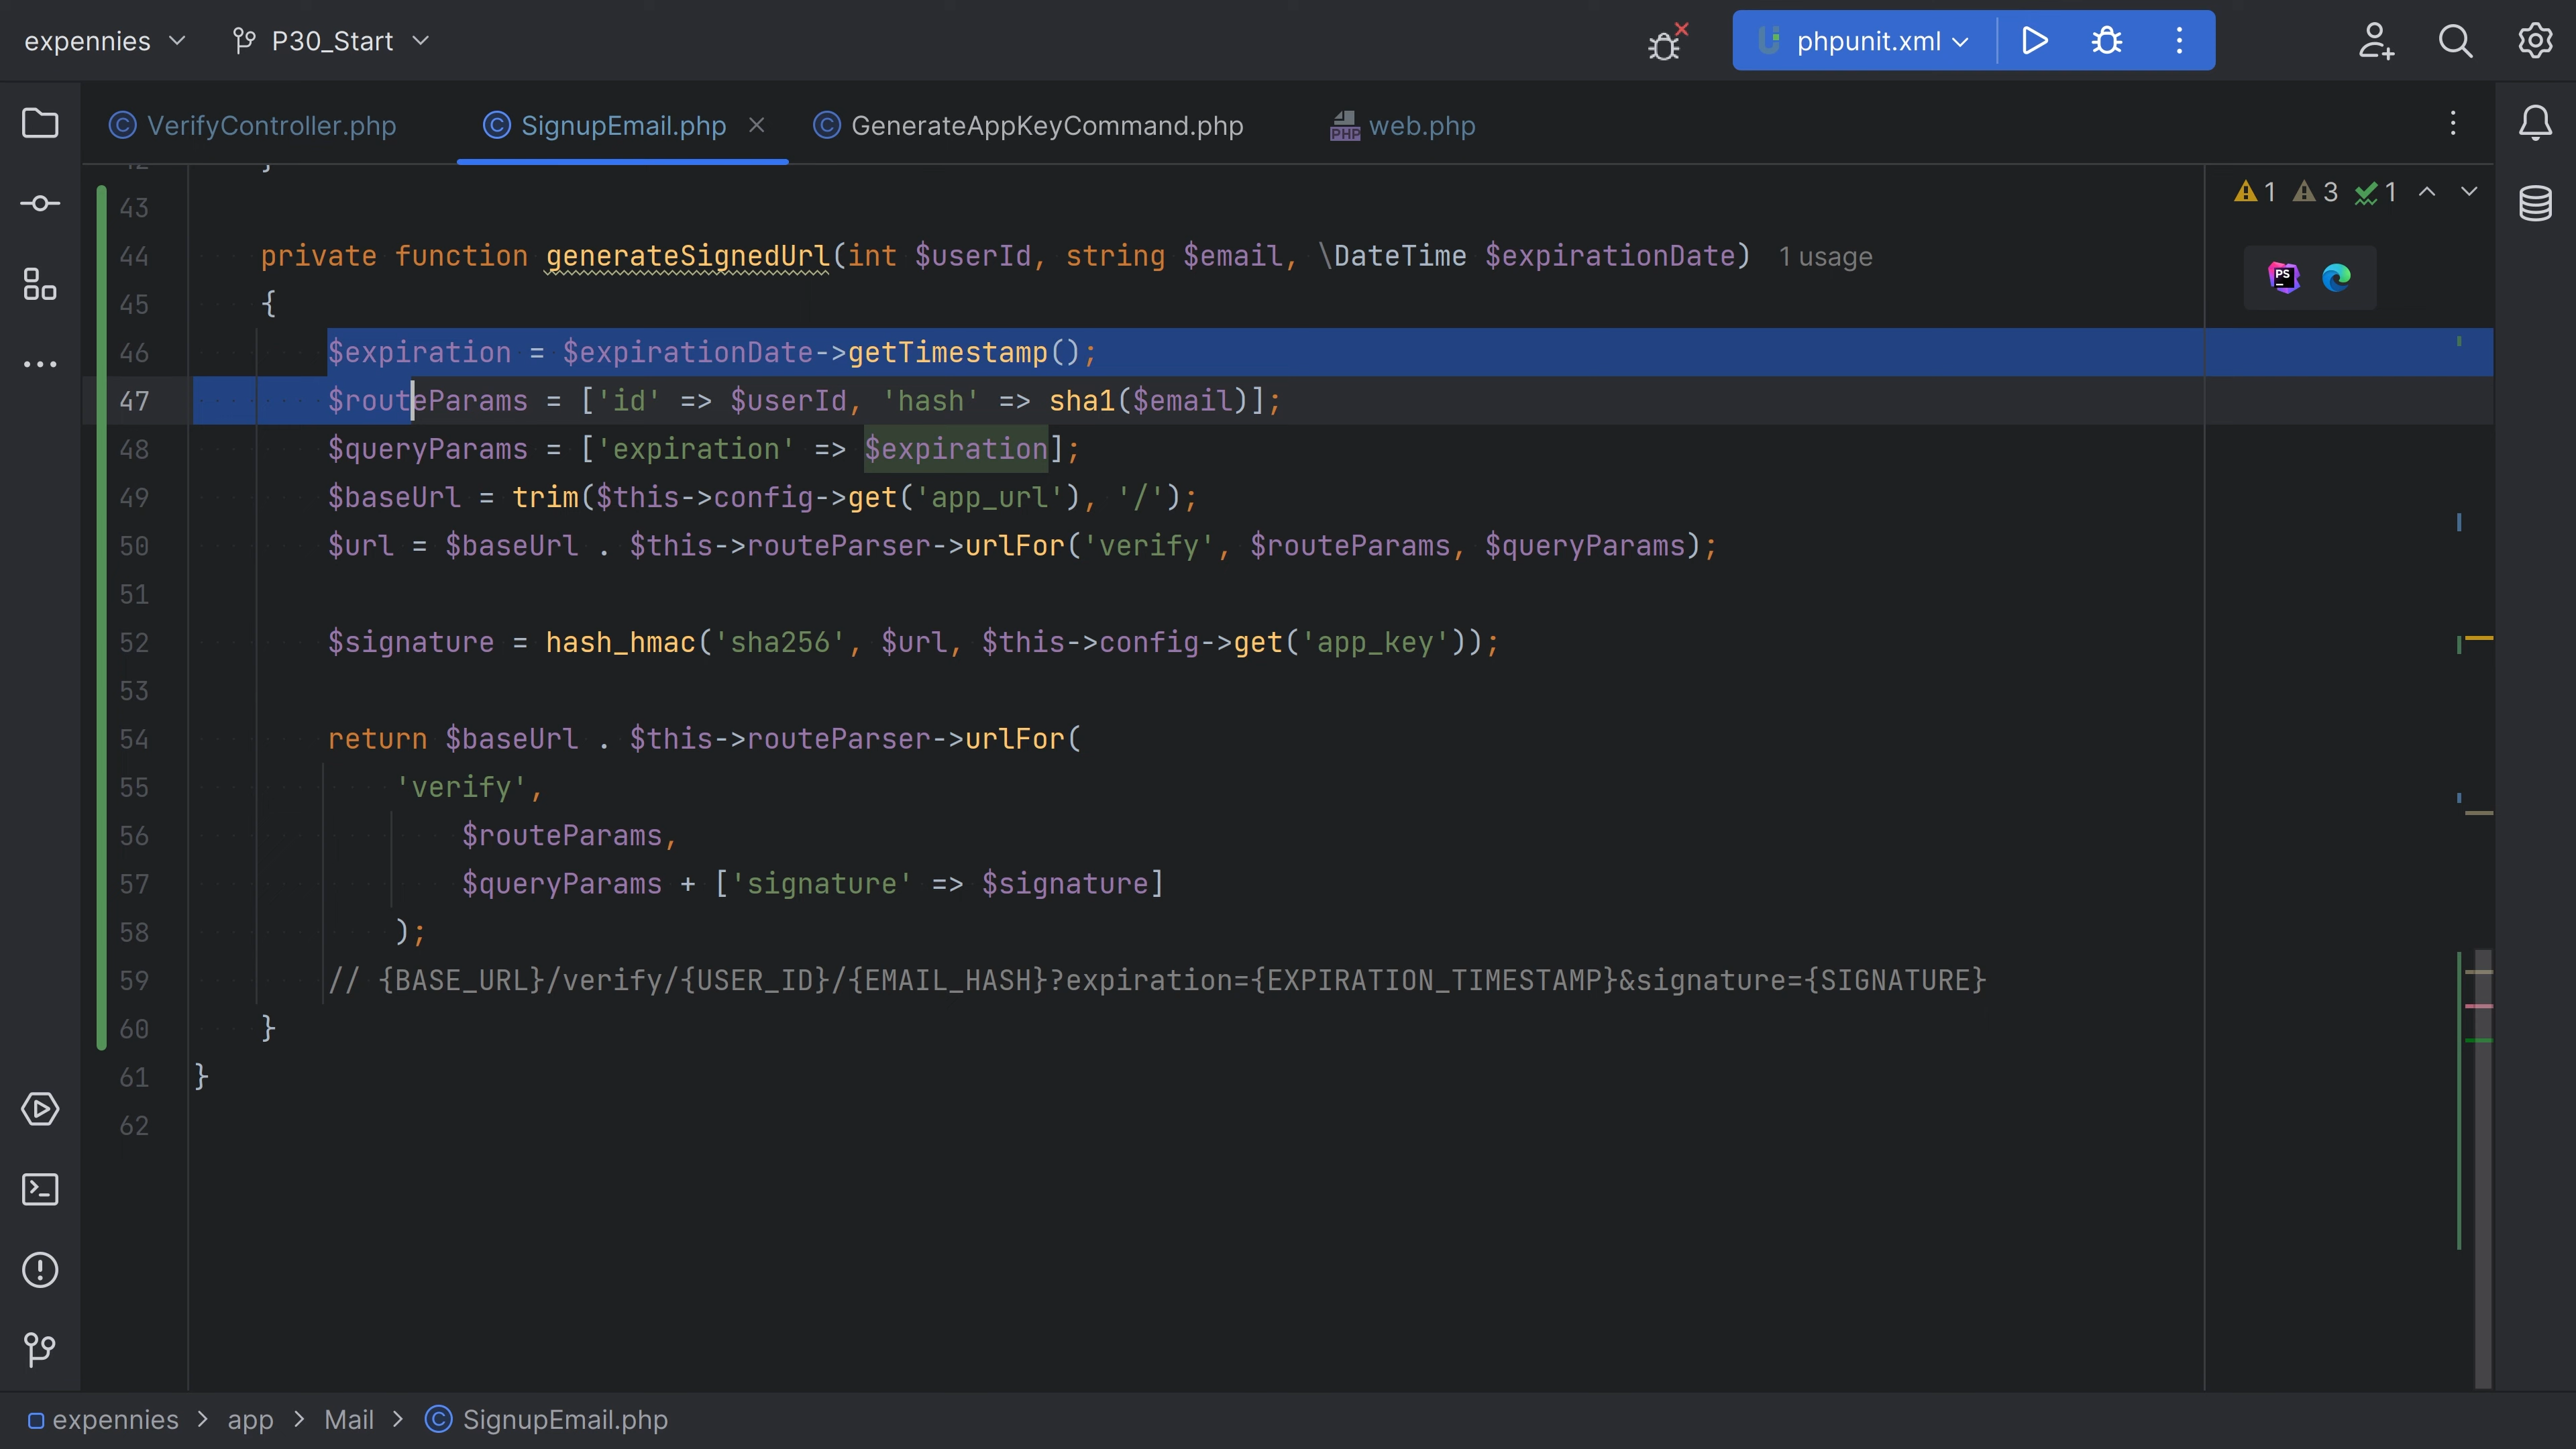 expennies
P30_Start
phpunit.xml
VerifyController.php
SignupEmail.php
GenerateAppKeyCommand.php
PHP
web.php
1 3 1
PS
42 }
43
44 private function generateSignedUrl(int $userId, string $email, \DateTime $expirationDate) 1 usage
45 {
46 $expiration = $expirationDate->getTimestamp();
47 $routeParams = ['id' => $userId, 'hash' => sha1($email)];
48 $queryParams = ['expiration' => $expiration];
49 $baseUrl = trim($this->config->get('app_url'), '/');
50 $url = $baseUrl . $this->routeParser->urlFor('verify', $routeParams, $queryParams);
51
52 $signature = hash_hmac('sha256', $url, $this->config->get('app_key'));
53
54 return $baseUrl . $this->routeParser->urlFor(
55 'verify',
56 $routeParams,
57 $queryParams + ['signature' => $signature]
58 );
59 // {BASE_URL}/verify/{USER_ID}/{EMAIL_HASH}?expiration={EXPIRATION_TIMESTAMP}&signature={SIGNATURE}
60 }
61 }
62
expennies > app > Mail > SignupEmail.php